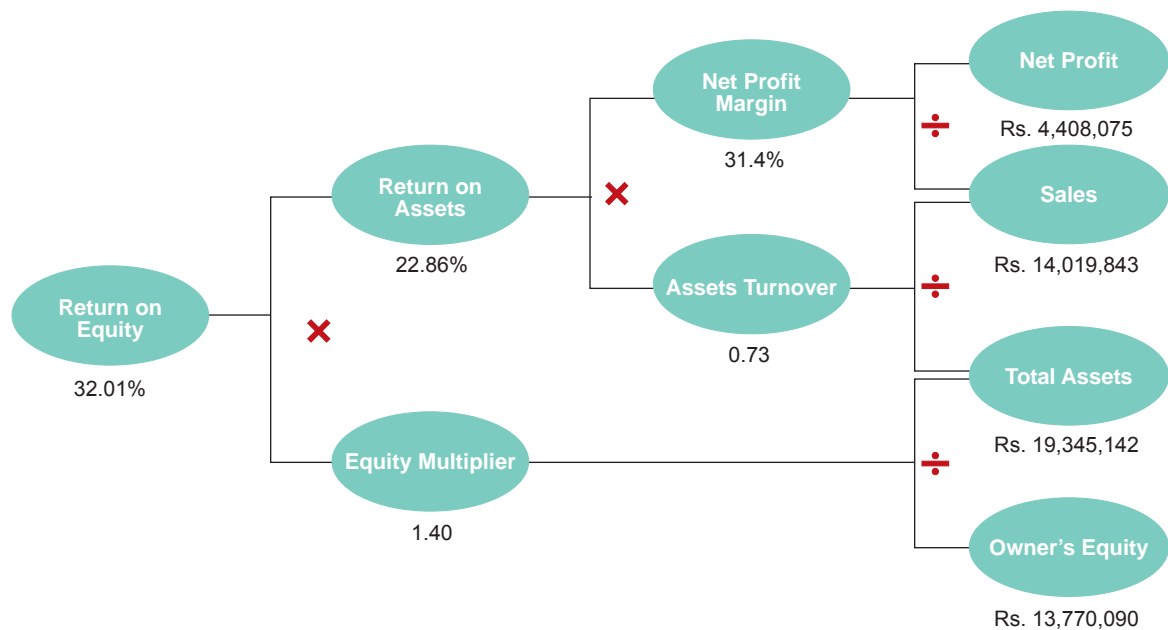 Net Profit
Rs. 4,408,075
Net Profit
Margin
31.4%
Return on
Assets
22.86%
Sales
Rs. 14,019,843
Assets Turnover
0.73
Return on
Equity
32.01%
Total Assets
Rs. 19,345,142
Equity Multiplier
1.40
Owner’s Equity
Rs. 13,770,090